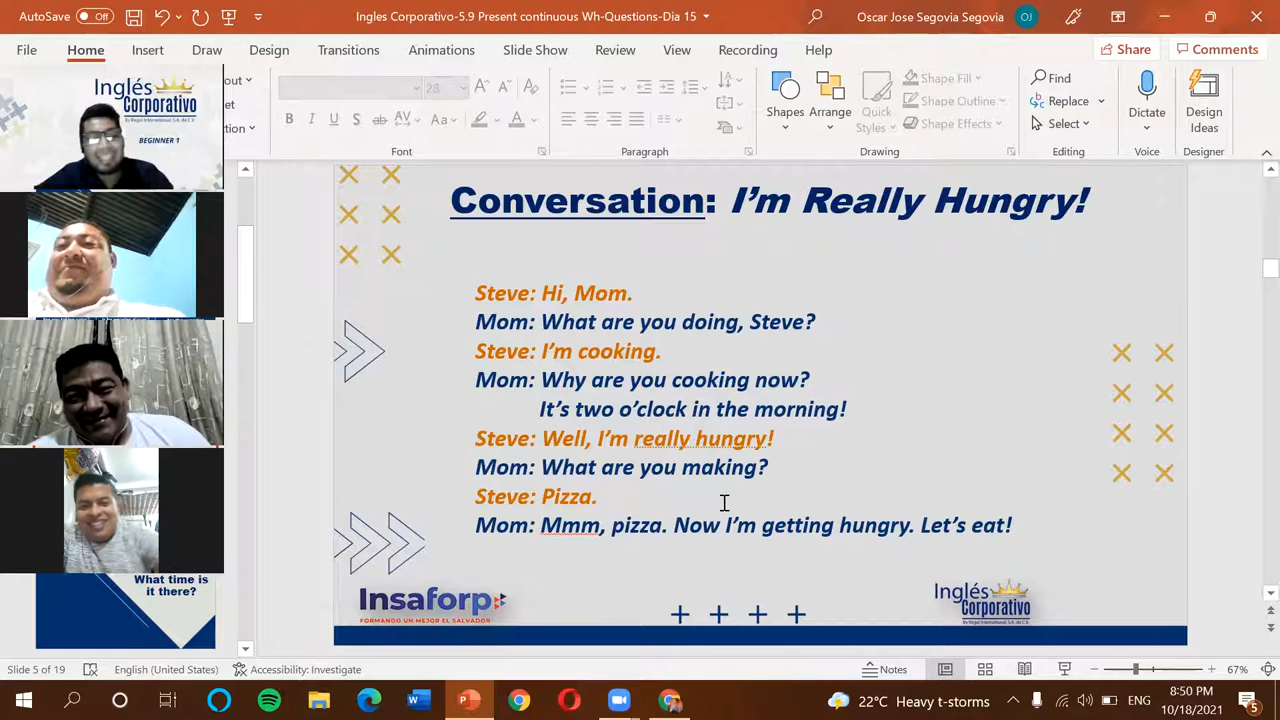 AutoSave Off
Ingles Corporativo-5.9 Present continuous Wh-Questions-Dia 15
Oscar Jose Segovia Segovia OJ
File Home Insert Draw Design Slide Show Transitions Animations Review View Recording Help
Share Comments
Shapes Arrange Quick Styles
Shape Fill
Shape Outline
Shape Effects
Find
Replace
Select
Dictate
Design Ideas
Font Paragraph Drawing Editing Voice Designer
Inglés
Corporativo
By Regal International, S.A. de C.V.
BEGINNER 1
Conversation: I'm Really Hungry!
Steve: Hi, Mom.
Mom: What are you doing, Steve?
Steve: I'm cooking.
Mom: Why are you cooking now?
It's two o'clock in the morning!
Steve: Well, I'm really hungry!
Mom: What are you making?
Steve: Pizza.
Mom: Mmm, pizza. Now I'm getting hungry. Let's eat!
Insaforp
FORMANDO UN MEJOR EL SALVADOR
Inglés
Corporativo
What time is
it there?
Slide 5 of 19 English (United States) Accessibility: Investigate Notes 67%
22°C Heavy t-storms ENG
8:50 PM
10/18/2021
5